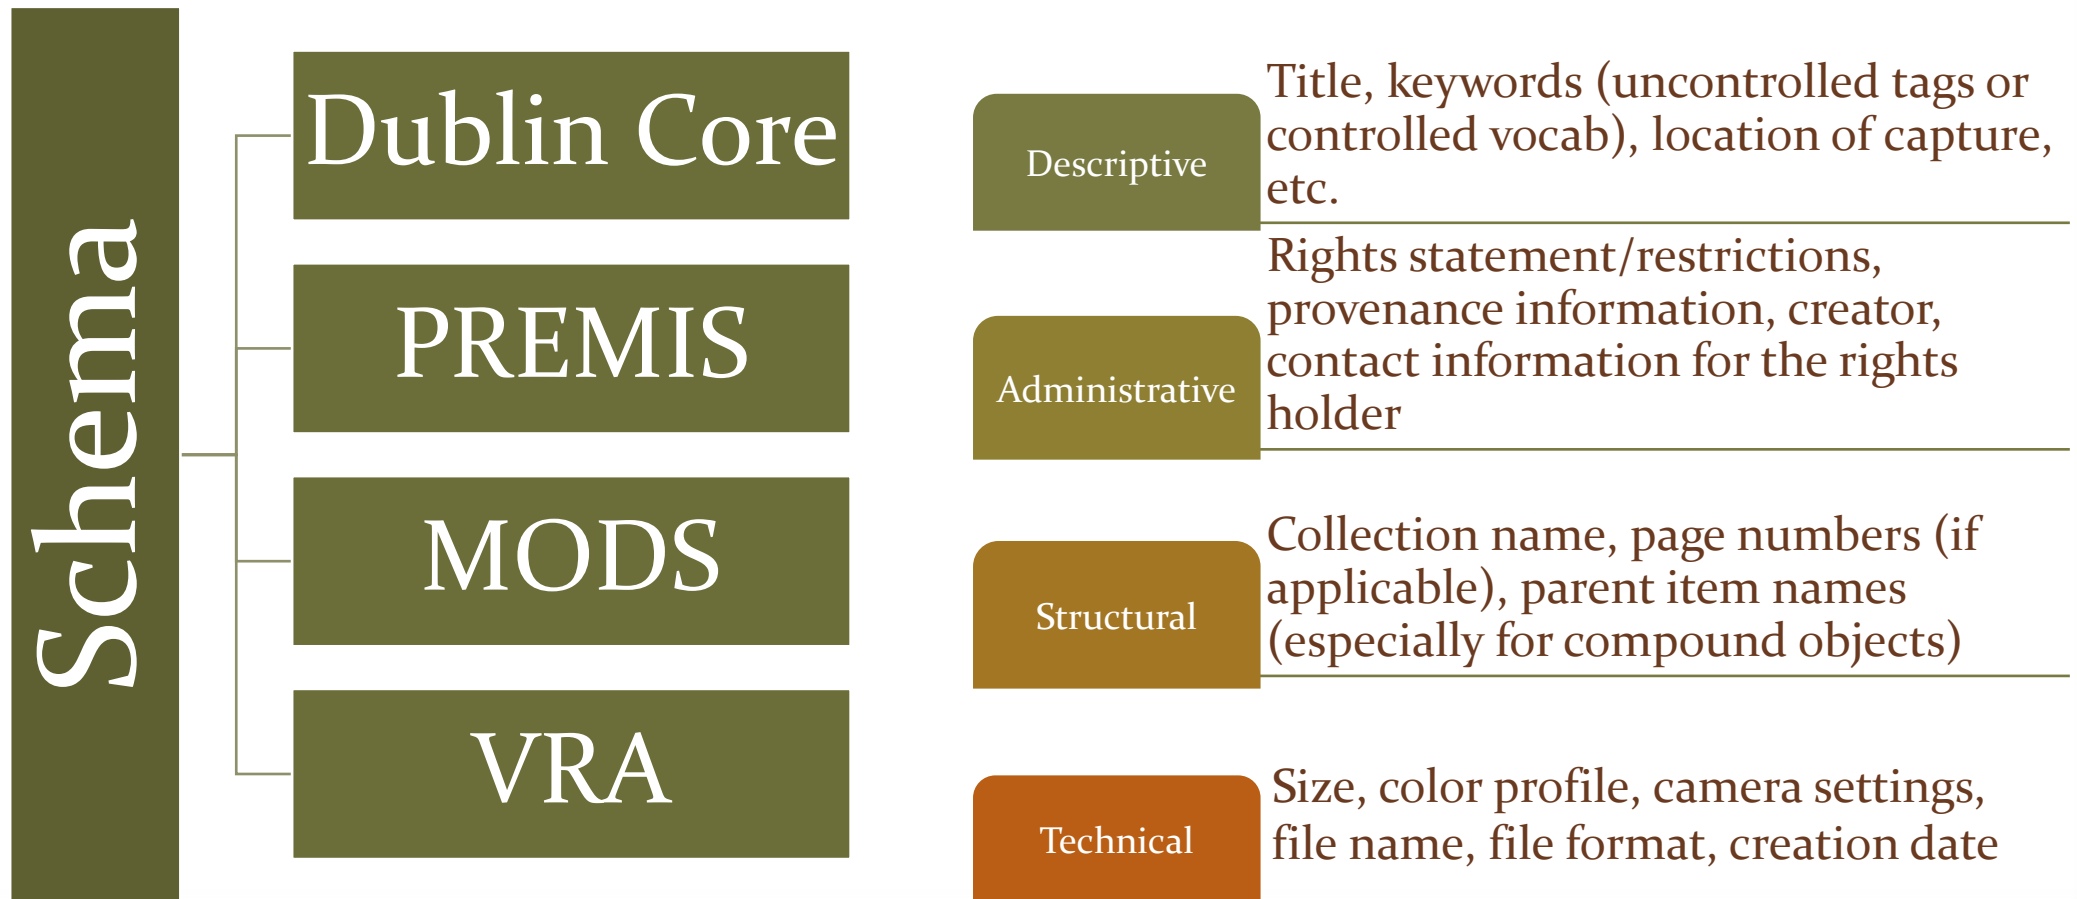 Schema
Dublin Core
PREMIS
MODS
VRA
Descriptive
Title, keywords (uncontrolled tags or
controlled vocab), location of capture,
etc.
Administrative
Rights statement/restrictions,
provenance information, creator,
contact information for the rights
holder
Structural
Collection name, page numbers (if
applicable), parent item names
(especially for compound objects)
Technical
Size, color profile, camera settings,
file name, file format, creation date